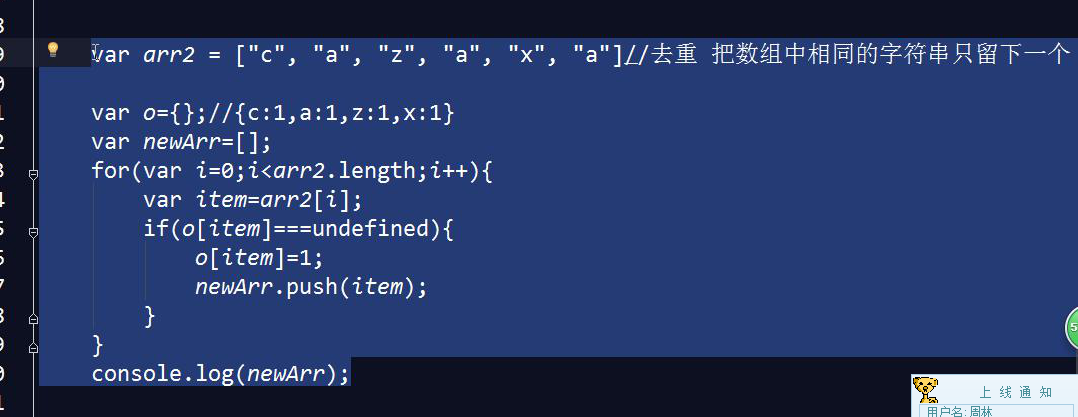 var arr2 = ["c", "a", "z", "a", "x", "a"]//去重 把数组中相同的字符串只留下一个
var o={};//{c:1,a:1,z:1,x:1}
var newArr=[];
for(var i=0;i<arr2.length;i++){
var item=arr2[i];
if(o[item]===undefined){
o[item]=1;
newArr.push(item);
}
}
console.log(newArr);
上 线 通 知
用户名: 周林